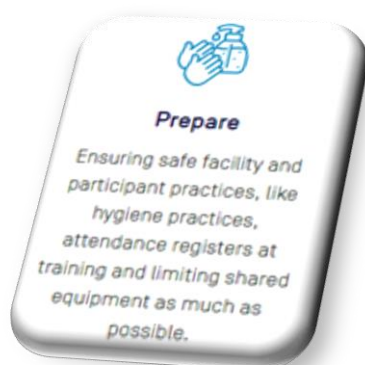 Prepare
Ensuring safe facility and
participant practices, like
hygiene practices,
attendance registers at
training and limiting shared
equipment as much as
possible.